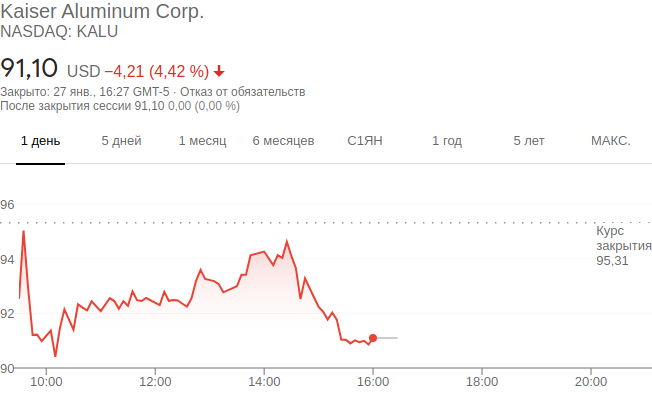 Kaiser Aluminum Corp.
NASDAQ: KALU
91,10 USD −4,21 (4,42 %)
Закрыто: 27 янв., 16:27 GMT-5 · Отказ от обязательств
После закрытия сессии 91,10 0,00 (0,00 %)
1 день 5 дней 1 месяц 6 месяцев С1ЯН 1 год 5 лет МАКС.
96
Курс
закрытия
95,31
94
92
90
10:00 12:00 14:00 16:00 18:00 20:00